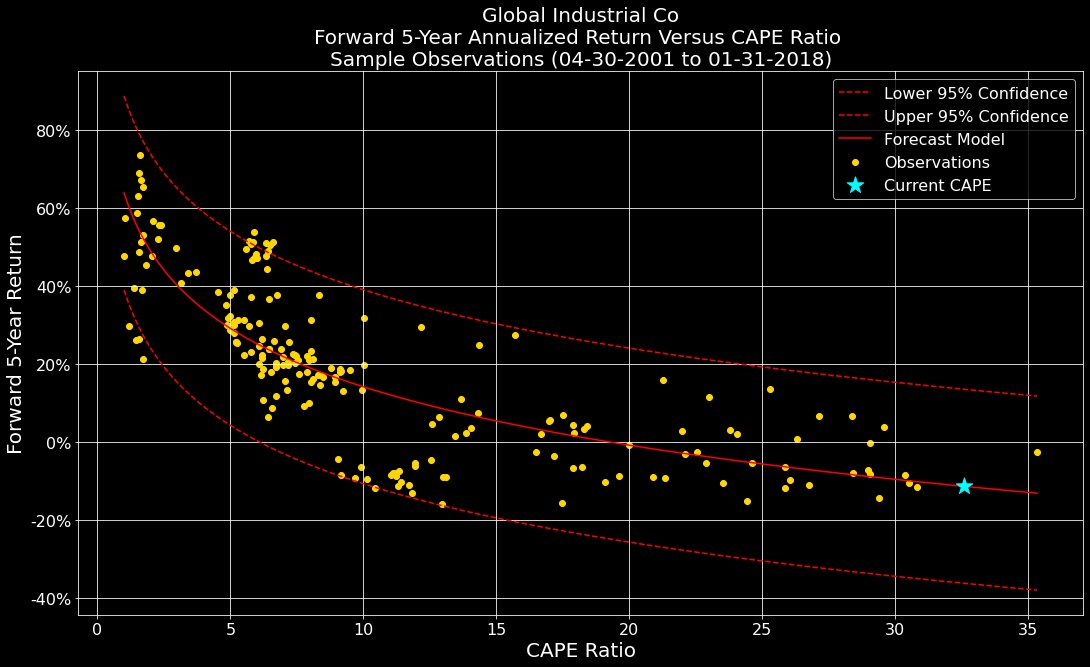 Global Industrial Co
Forward 5-Year Annualized Return Versus CAPE Ratio
Sample Observations (04-30-2001 to 01-31-2018)
Lower 95% Confidence
Upper 95% Confidence
Forecast Model
Observations
Current CAPE
Forward 5-Year Return
80%
60%
40%
20%
0%
-20%
-40%
0 5 10 15 20 25 30 35
CAPE Ratio